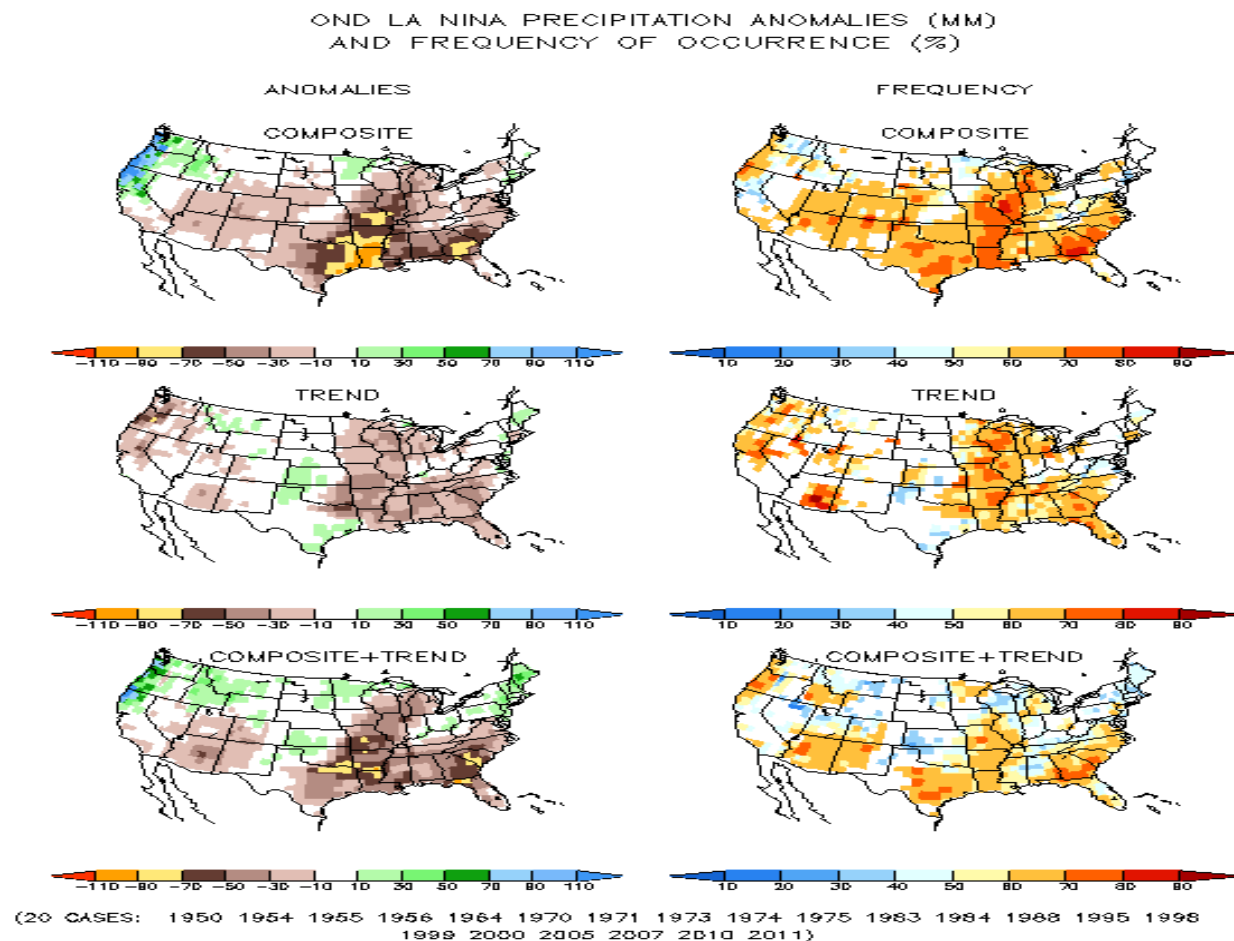 OND LA NINA PRECIPITATION ANOMALIES (MM)
AND FREQUENCY OF OCCURRENCE (%)
ANOMALIES FREQUENCY
COMPOSITE COMPOSITE
-110 -90 -70 -50 -30 -10 10 30 50 70 90 110 10 20 30 40 50 60 70 80 90
TREND TREND
-110 -90 -70 -50 -30 -10 10 30 50 70 90 110 10 20 30 40 50 60 70 80 90
COMPOSITE+TREND COMPOSITE+TREND
-110 -90 -70 -50 -30 -10 10 30 50 70 90 110 10 20 30 40 50 60 70 80 90
(20 CASES: 1950 1954 1955 1956 1964 1970 1971 1973 1974 1975 1983 1984 1988 1995 1998
1999 2000 2005 2007 2010 2011)